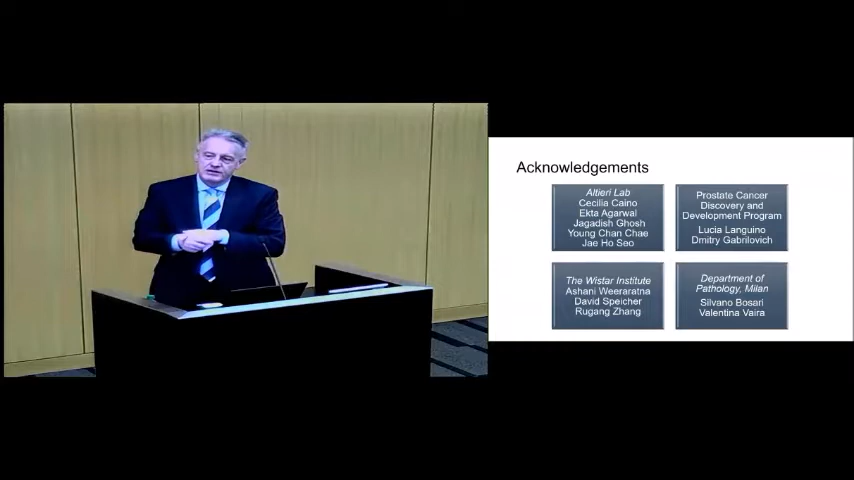 Acknowledgements
Altieri Lab
Cecilia Caino
Ekta Agarwal
Jagadish Ghosh
Young Chan Chae
Jae Ho Seo
Prostate Cancer
Discovery and
Development Program
Lucia Languino
Dmitry Gabrilovich
The Wistar Institute
Ashani Weeraratna
David Speicher
Rugang Zhang
Department of
Pathology, Milan
Silvano Bosari
Valentina Vaira